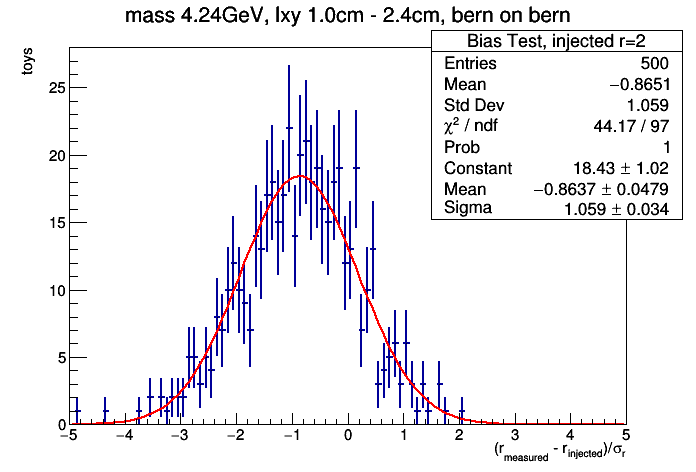 mass 4.24GeV, lxy 1.0cm - 2.4cm, bern on bern
Bias Test, injected r=2
Entries 500
Mean −0.8651
Std Dev 1.059
χ² / ndf 44.17 / 97
Prob 1
Constant 18.43 ± 1.02
Mean −0.8637 ± 0.0479
Sigma 1.059 ± 0.034
toys
25
20
15
10
5
0
−5 −4 −3 −2 −1 0 1 2 3 4 5
(r_measured - r_injected)/σ_r